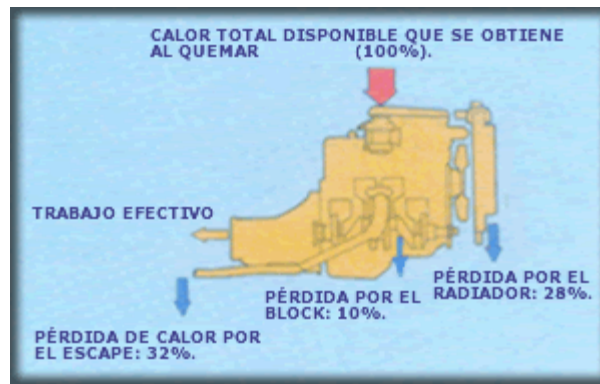 CALOR TOTAL DISPONIBLE QUE SE OBTIENE
AL QUEMAR (100%).
TRABAJO EFECTIVO
PÉRDIDA POR EL
RADIADOR: 28%.
PÉRDIDA POR EL
BLOCK: 10%.
PÉRDIDA DE CALOR POR
EL ESCAPE: 32%.